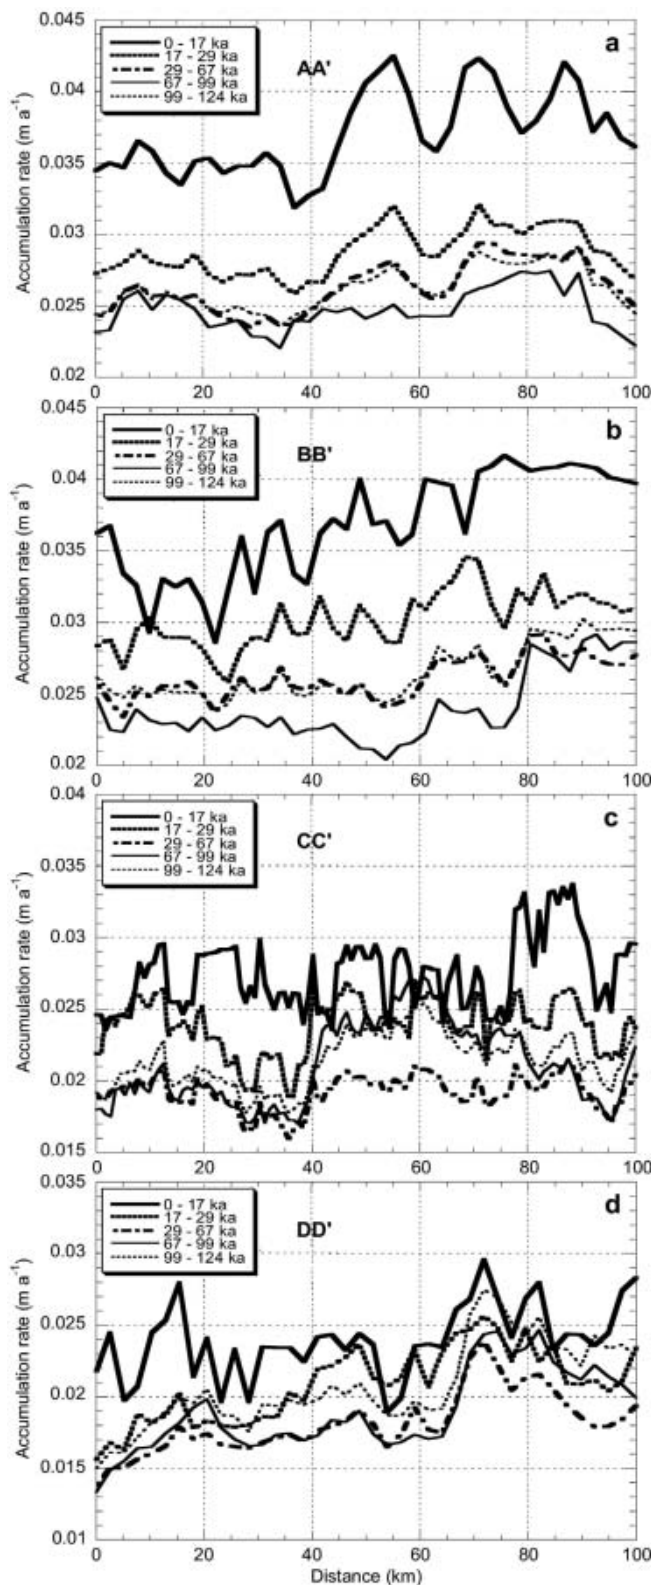 0.045
0 - 17 ka
17 - 29 ka
29 - 67 ka
67 - 99 ka
99 - 124 ka
AA'
a
0.04
0.035
0.03
0.025
0.02
Accumulation rate (m a⁻¹)
0 20 40 60 80 100
0.045
0 - 17 ka
17 - 29 ka
29 - 67 ka
67 - 99 ka
99 - 124 ka
BB'
b
0.04
0.035
0.03
0.025
0.02
Accumulation rate (m a⁻¹)
0 20 40 60 80 100
0.04
0 - 17 ka
17 - 29 ka
29 - 67 ka
67 - 99 ka
99 - 124 ka
CC'
c
0.035
0.03
0.025
0.02
0.015
Accumulation rate (m a⁻¹)
0 20 40 60 80 100
0.035
0 - 17 ka
17 - 29 ka
29 - 67 ka
67 - 99 ka
99 - 124 ka
DD'
d
0.03
0.025
0.02
0.015
0.01
Accumulation rate (m a⁻¹)
0 20 40 60 80 100
Distance (km)